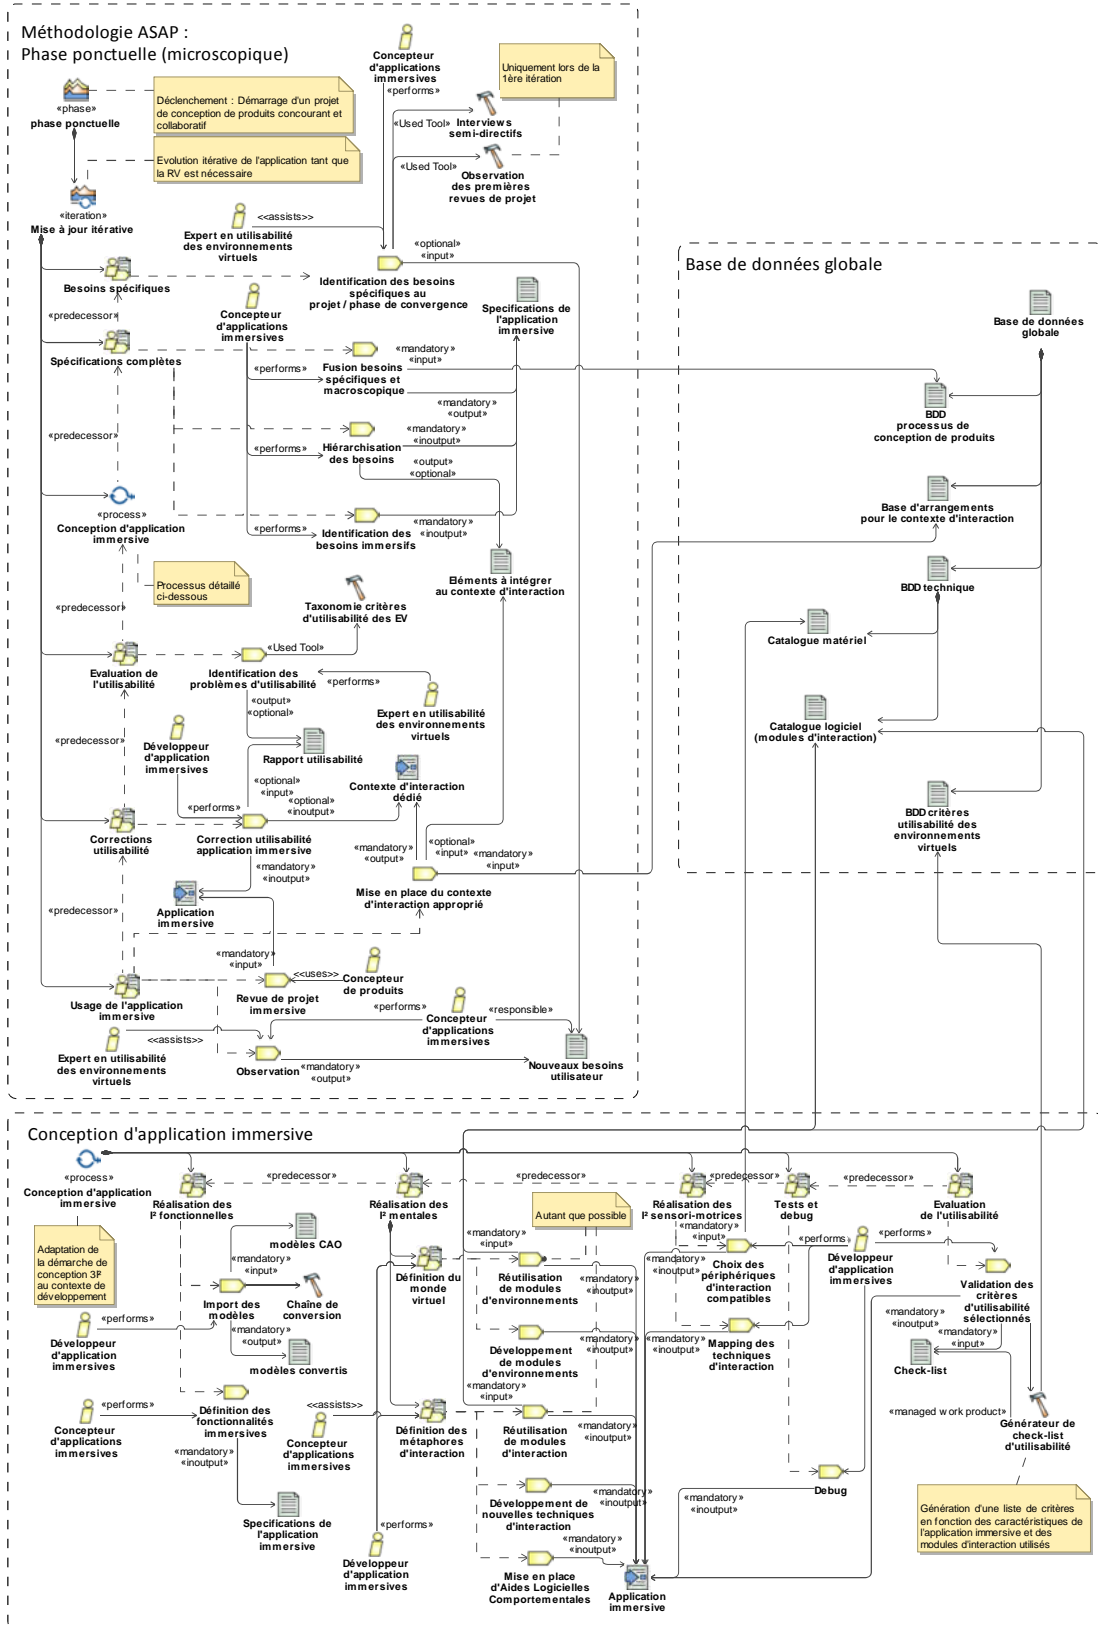 Méthodologie ASAP :
Phase ponctuelle (microscopique)
«phase»
phase ponctuelle
Déclenchement : Démarrage d'un projet
de conception de produits concourant et
collaboratif
Evolution itérative de l'application tant que
la RV est nécessaire
«iteration»
Mise à jour itérative
Concepteur
d'applications
immersives
«performs»
Uniquement lors de la
1ère itération
«Used Tool»
Interviews
semi-directifs
«Used Tool»
Observation
des premières
revues de projet
<<assists>>
Expert en utilisabilité
des environnements
virtuels
«optional»
«input»
Besoins spécifiques
Identification des besoins
spécifiques au
projet / phase de convergence
«predecessor»
Concepteur
d'applications
immersives
Specifications de
l'application
immersive
Spécifications complètes
«mandatory»
«input»
«performs»
Fusion besoins
spécifiques et
macroscopique
«mandatory»
«output»
«mandatory»
«inoutput»
«predecessor»
«performs»
Hiérarchisation
des besoins
«output»
«optional»
«process»
Conception d'application
immersive
«performs»
Identification des
besoins immersifs
«mandatory»
«inoutput»
Processus détaillé
ci-dessous
Eléments à intégrer
au contexte d'interaction
«predecessor»
Taxonomie critères
d'utilisabilité des EV
«Used Tool»
Evaluation de
l'utilisabilité
Identification des
problèmes d'utilisabilité
«performs»
«output»
«optional»
Expert en utilisabilité
des environnements
virtuels
«predecessor»
Développeur
d'application
immersives
Rapport utilisabilité
«optional»
«input»
Contexte d'interaction
dédié
«optional»
«inoutput»
«performs»
Corrections
utilisabilité
Correction utilisabilité
application immersive
«mandatory»
«output»
«optional»
«input»
«mandatory»
«input»
«mandatory»
«inoutput»
Mise en place du contexte
d'interaction approprié
Application
immersive
«predecessor»
«mandatory»
«input»
<<uses>>
Concepteur
de produits
Usage de l'application
immersive
Revue de projet
immersive
«performs»
Concepteur
d'applications
immersives
«responsible»
<<assists>>
Expert en utilisabilité
des environnements
virtuels
Observation
«mandatory»
«output»
Nouveaux besoins
utilisateur
Base de données globale
Base de données
globale
BDD
processus de
conception de produits
Base d'arrangements
pour le contexte d'interaction
BDD technique
Catalogue matériel
Catalogue logiciel
(modules d'interaction)
BDD critères
utilisabilité des
environnements
virtuels
Conception d'application immersive
«process»
Conception d'application
immersive
«predecessor»
«predecessor»
«predecessor»
«predecessor»
Réalisation des
I² fonctionnelles
Réalisation des
I² mentales
Réalisation des
I² sensori-motrices
Tests et
debug
Evaluation
de l'utilisabilité
Autant que possible
Adaptation de
la démarche de
conception 3I²
au contexte de
développement
modèles CAO
«mandatory»
«input»
Import des
modèles
Chaîne de
conversion
«mandatory»
«output»
modèles convertis
«performs»
Développeur
d'application
immersives
Concepteur
d'applications
immersives
«performs»
Définition des
fonctionnalités
immersives
«mandatory»
«inoutput»
Specifications de
l'application
immersive
Définition du
monde
virtuel
«mandatory»
«input»
Réutilisation
de modules
d'environnements
«mandatory»
«inoutput»
Développement
de modules
d'environnements
«mandatory»
«inoutput»
<<assists>>
Concepteur
d'applications
immersives
Définition des
métaphores
d'interaction
«mandatory»
«input»
Réutilisation
de modules
d'interaction
«mandatory»
«inoutput»
Développement de
nouvelles techniques
d'interaction
«mandatory»
«inoutput»
«mandatory»
«inoutput»
Mise en place
d'Aides Logicielles
Comportementales
«performs»
Développeur
d'application
immersives
Application
immersive
«mandatory»
«input»
«mandatory»
«inoutput»
Choix des
périphériques
d'interaction
compatibles
«performs»
Développeur
d'application
immersives
«performs»
«mandatory»
«inoutput»
Mapping des
techniques
d'interaction
Validation des
critères
d'utilisabilité
sélectionnés
«mandatory»
«inoutput»
«mandatory»
«input»
Check-list
«managed work product»
Générateur de
check-list
d'utilisabilité
Debug
«mandatory»
«inoutput»
Génération d'une liste de critères
en fonction des caractéristiques de
l'application immersive et des
modules d'interaction utilisés